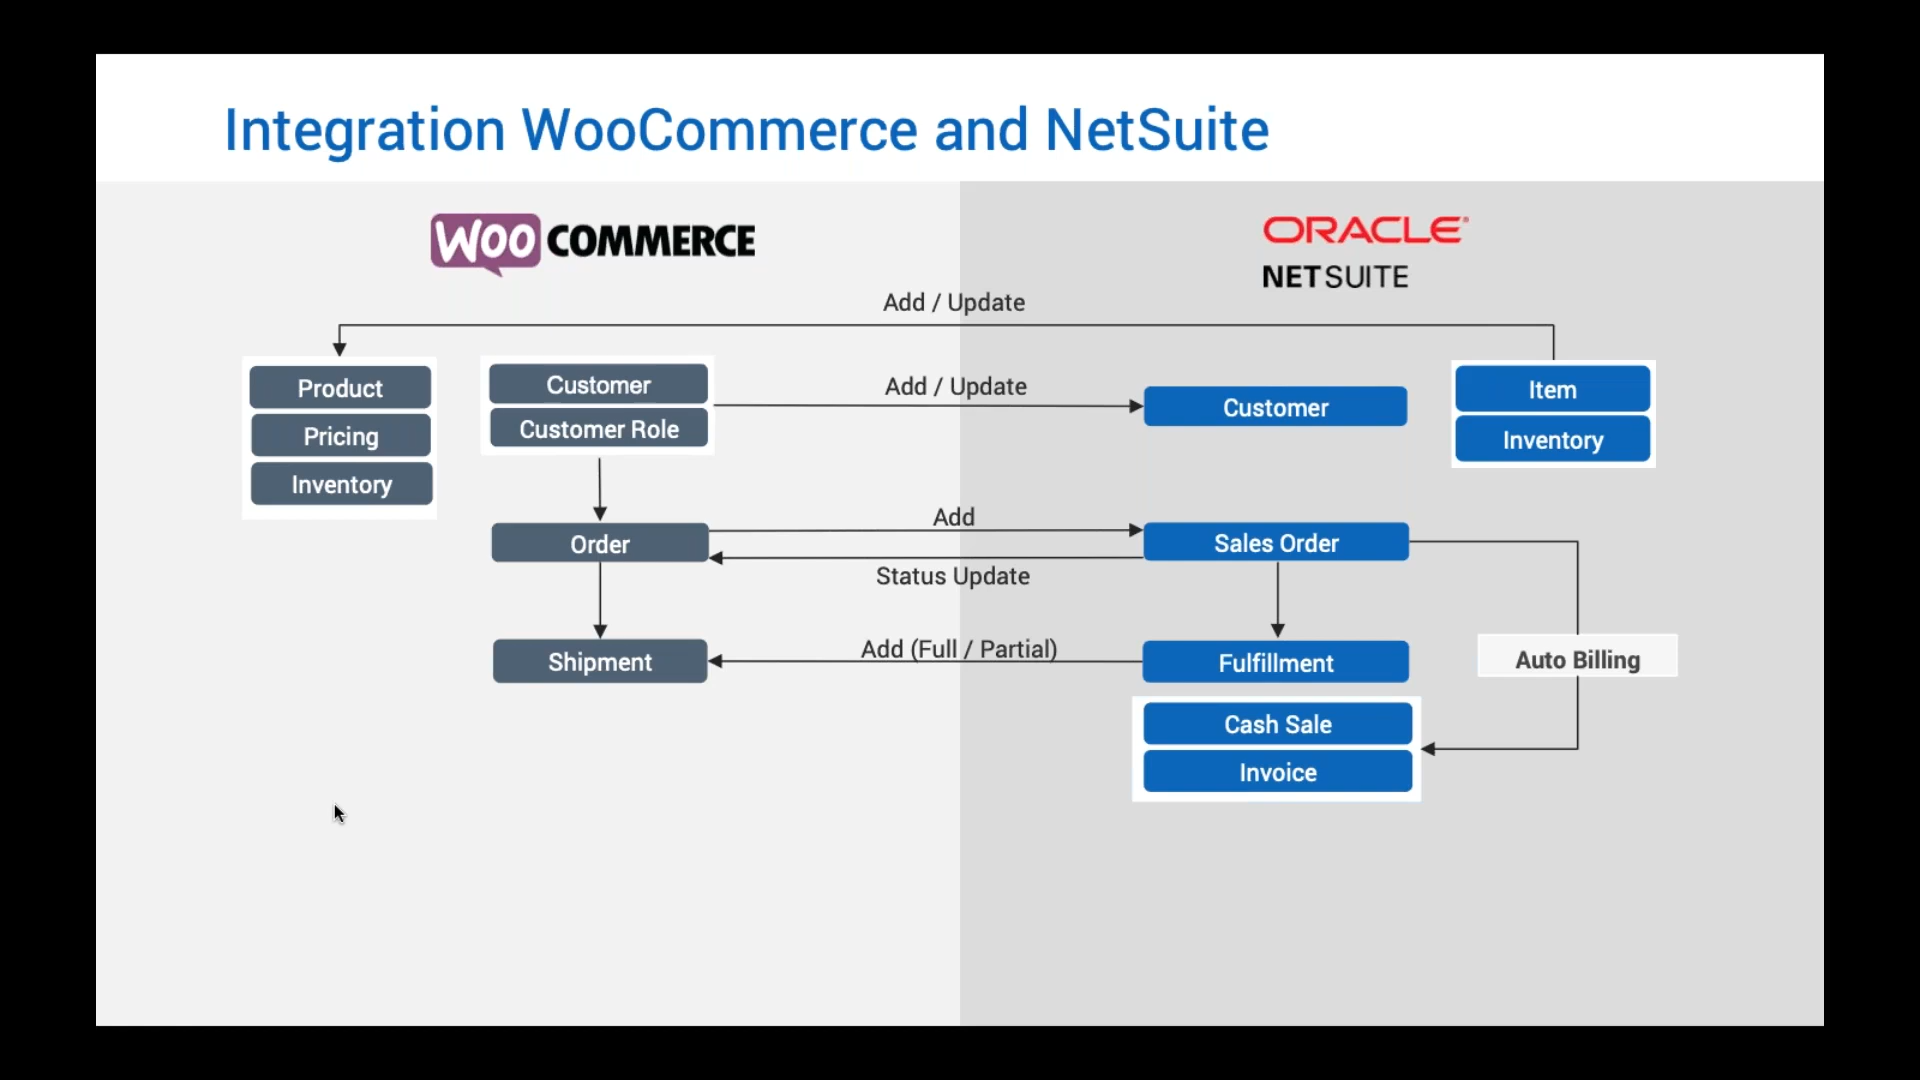 Integration WooCommerce and NetSuite
WOO COMMERCE
ORACLE®
NETSUITE
Add / Update
Product
Pricing
Inventory
Customer
Customer Role
Add / Update
Customer
Item
Inventory
Order
Add
Status Update
Sales Order
Shipment
Add (Full / Partial)
Fulfillment
Auto Billing
Cash Sale
Invoice